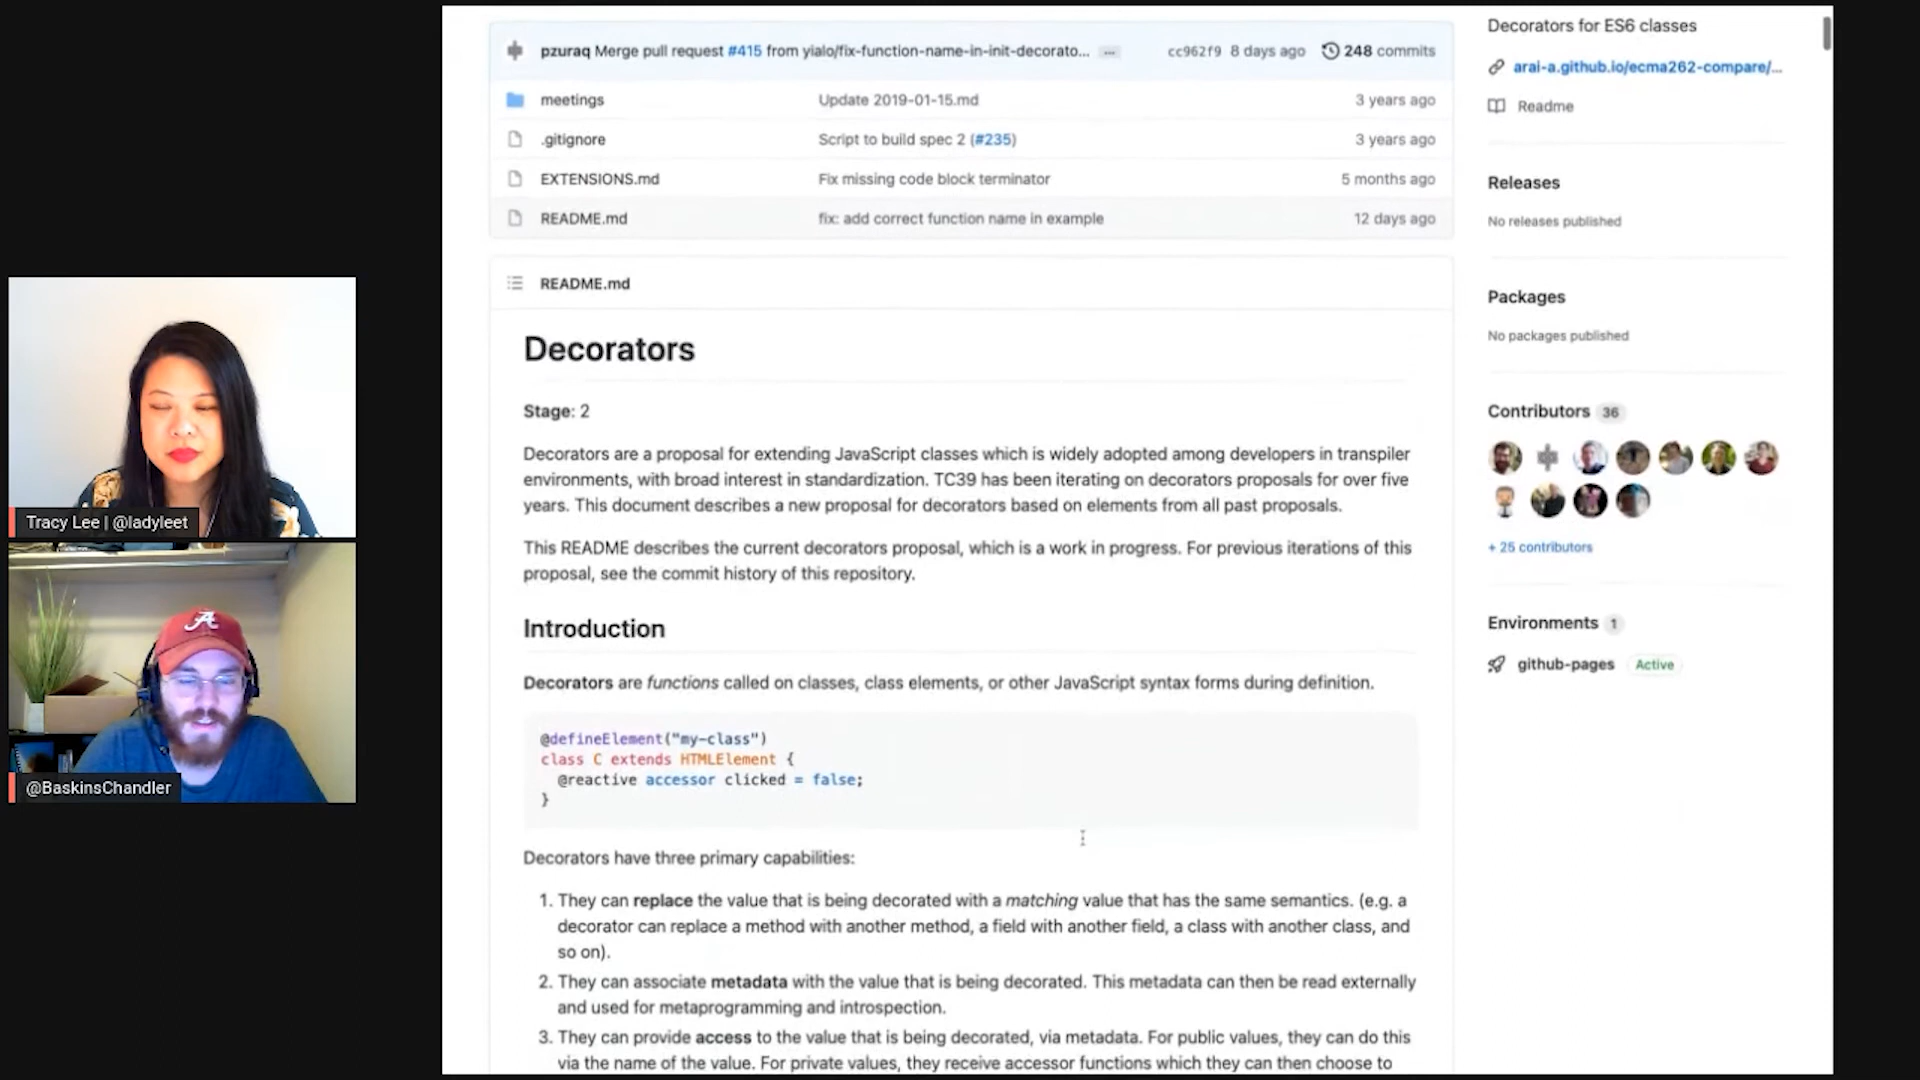 pzuraq Merge pull request #415 from yialo/fix-function-name-in-init-decorato... ... cc962f9 8 days ago 248 commits
meetings Update 2019-01-15.md 3 years ago
.gitignore Script to build spec 2 (#235) 3 years ago
EXTENSIONS.md Fix missing code block terminator 5 months ago
README.md fix: add correct function name in example 12 days ago
README.md
Decorators
Stage: 2
Decorators are a proposal for extending JavaScript classes which is widely adopted among developers in transpiler
environments, with broad interest in standardization. TC39 has been iterating on decorators proposals for over five
years. This document describes a new proposal for decorators based on elements from all past proposals.
This README describes the current decorators proposal, which is a work in progress. For previous iterations of this
proposal, see the commit history of this repository.
Introduction
Decorators are functions called on classes, class elements, or other JavaScript syntax forms during definition.
@defineElement("my-class")
class C extends HTMLElement {
@reactive accessor clicked = false;
}
Decorators have three primary capabilities:
1. They can replace the value that is being decorated with a matching value that has the same semantics. (e.g. a
decorator can replace a method with another method, a field with another field, a class with another class, and
so on).
2. They can associate metadata with the value that is being decorated. This metadata can then be read externally
and used for metaprogramming and introspection.
3. They can provide access to the value that is being decorated, via metadata. For public values, they can do this
via the name of the value. For private values, they receive accessor functions which they can then choose to
Decorators for ES6 classes
arai-a.github.io/ecma262-compare/...
Readme
Releases
No releases published
Packages
No packages published
Contributors 36
+ 25 contributors
Environments 1
github-pages Active
Tracy Lee | @ladyleet
A
@BaskinsChandler